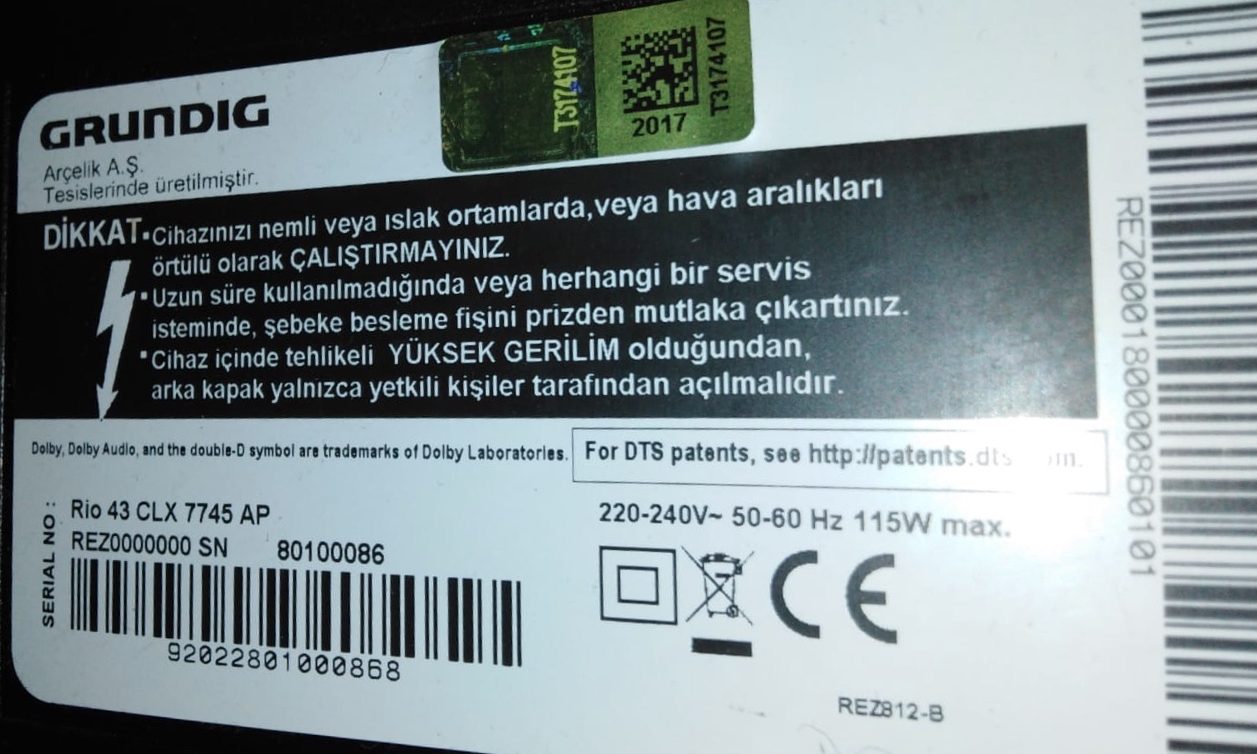 GRUNDIG
Arçelik A.Ş.
Tesislerinde üretilmiştir.
T3174107
2017
T3174107
DİKKAT
▪Cihazınızı nemli veya ıslak ortamlarda,veya hava aralıkları
örtülü olarak ÇALIŞTIRMAYINIZ.
▪Uzun süre kullanılmadığında veya herhangi bir servis
isteminde, şebeke besleme fişini prizden mutlaka çıkartınız.
▪Cihaz içinde tehlikeli YÜKSEK GERİLİM olduğundan,
arka kapak yalnızca yetkili kişiler tarafından açılmalıdır.
Dolby, Dolby Audio, and the double-D symbol are trademarks of Dolby Laboratories.
For DTS patents, see
SERIAL NO :
Rio 43 CLX 7745 AP
REZ0000000 SN 80100086
92022801000868
220-240V~ 50-60 Hz 115W max.
CE
REZ812-B